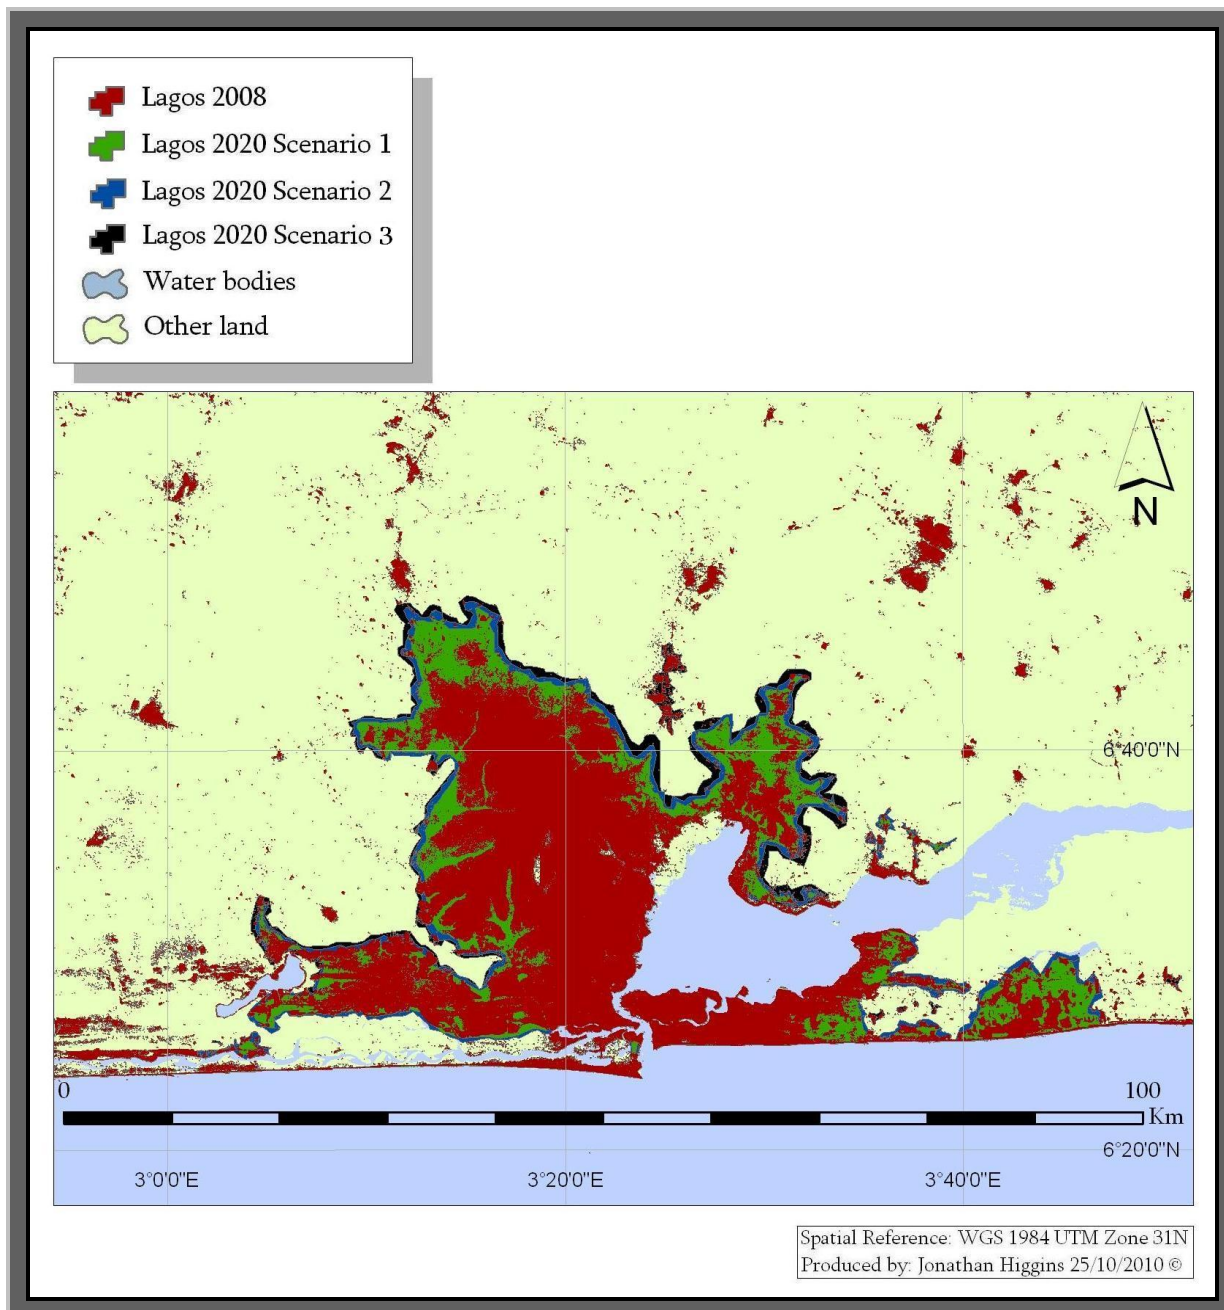 Lagos 2008
Lagos 2020 Scenario 1
Lagos 2020 Scenario 2
Lagos 2020 Scenario 3
Water bodies
Other land
N
6°40'0"N
0
100
Km
6°20'0"N
3°0'0"E
3°20'0"E
3°40'0"E
Spatial Reference: WGS 1984 UTM Zone 31N
Produced by: Jonathan Higgins 25/10/2010 ©